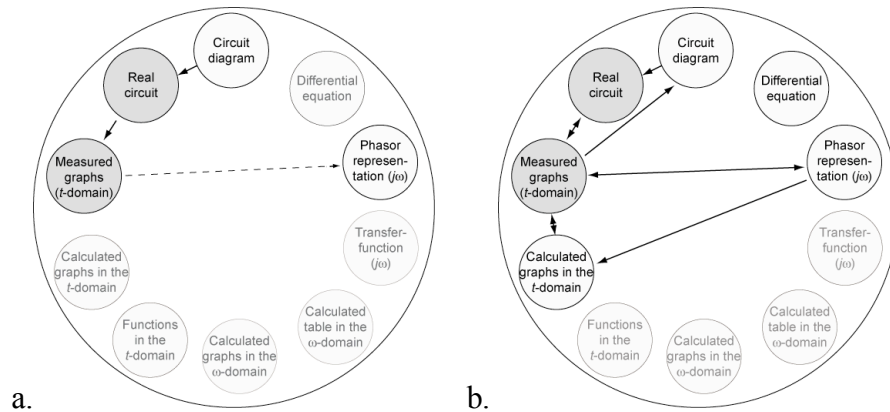 Circuit
diagram
Real
circuit
Differential
equation
Measured
graphs
(t-domain)
Phasor
represen-
tation (jω)
Transfer-
function
(jω)
Calculated
graphs in the
t-domain
Functions
in the
t-domain
Calculated
graphs in the
ω-domain
Calculated
table in the
ω-domain
a.
Circuit
diagram
Real
circuit
Differential
equation
Measured
graphs
(t-domain)
Phasor
represen-
tation (jω)
Transfer-
function
(jω)
Calculated
graphs in the
t-domain
Functions
in the
t-domain
Calculated
graphs in the
ω-domain
Calculated
table in the
ω-domain
b.